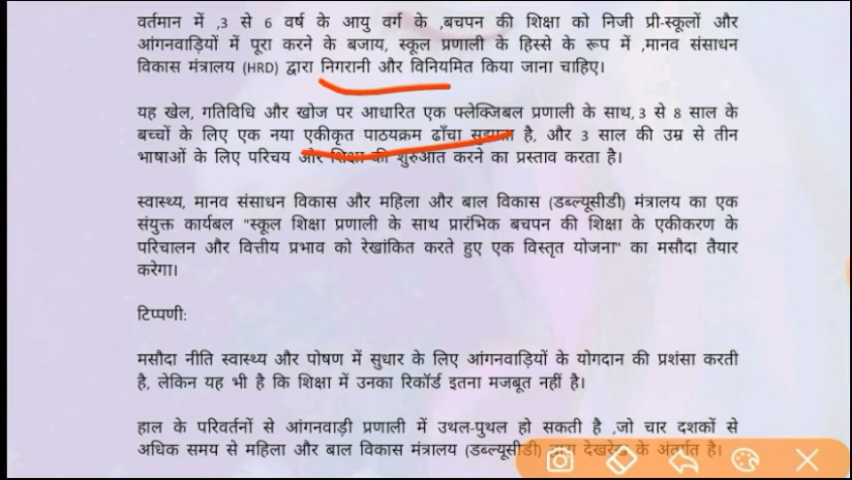 वर्तमान में ,3 से 6 वर्ष के आयु वर्ग के ,बचपन की शिक्षा को निजी प्री-स्कूलों और
आंगनवाड़ियों में पूरा करने के बजाय, स्कूल प्रणाली के हिस्से के रूप में ,मानव संसाधन
विकास मंत्रालय (HRD) द्वारा निगरानी और विनियमित किया जाना चाहिए।
यह खेल, गतिविधि और खोज पर आधारित एक फ्लेक्जिबल प्रणाली के साथ, 3 से 8 साल के
बच्चों के लिए एक नया एकीकृत पाठयक्रम ढाँचा सुझाता है, और 3 साल की उम्र से तीन
भाषाओं के लिए परिचय और शिक्षा की शुरुआत करने का प्रस्ताव करता है।
स्वास्थ्य, मानव संसाधन विकास और महिला और बाल विकास (डब्ल्यूसीडी) मंत्रालय का एक
संयुक्त कार्यबल "स्कूल शिक्षा प्रणाली के साथ प्रारंभिक बचपन की शिक्षा के एकीकरण के
परिचालन और वित्तीय प्रभाव को रेखांकित करते हुए एक विस्तृत योजना" का मसौदा तैयार
करेगा।
टिप्पणी:
मसौदा नीति स्वास्थ्य और पोषण में सुधार के लिए आंगनवाड़ियों के योगदान की प्रशंसा करती
है, लेकिन यह भी है कि शिक्षा में उनका रिकॉर्ड इतना मजबूत नहीं है।
हाल के परिवर्तनों से आंगनवाड़ी प्रणाली में उथल-पुथल हो सकती है ,जो चार दशकों से
अधिक समय से महिला और बाल विकास मंत्रालय (डब्ल्यूसीडी) द्वारा देखरेख के अंतर्गत है।